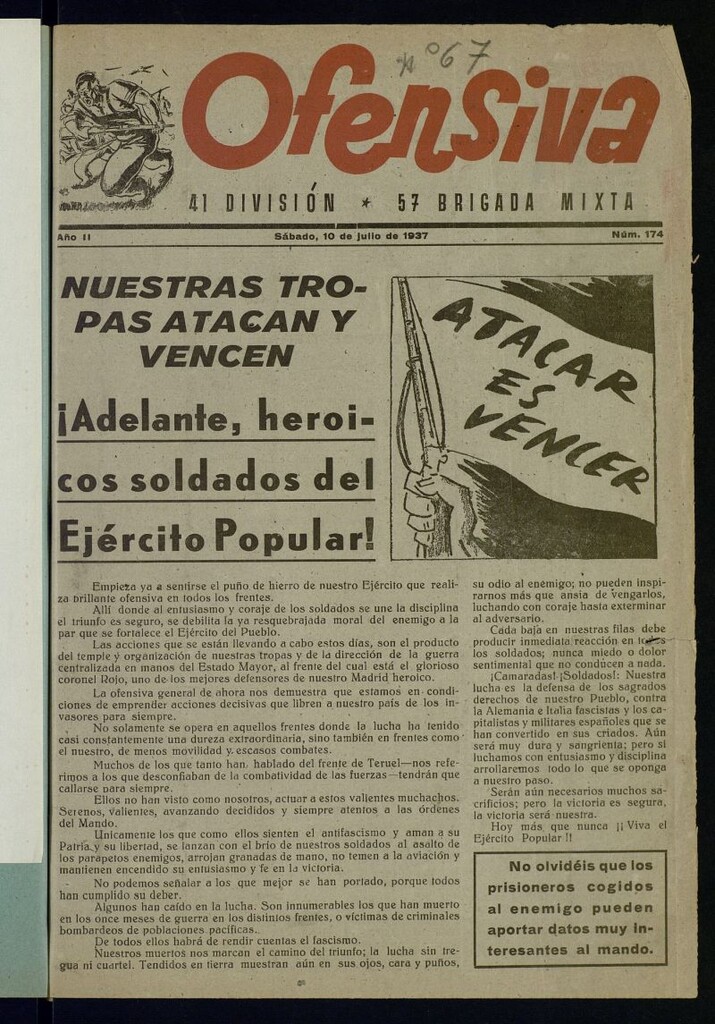 Nº 67
Ofensiva
41 DIVISIÓN * 57 BRIGADA MIXTA
Año II
Sábado, 10 de julio de 1937
Núm. 174
NUESTRAS TRO-
PAS ATACAN Y
VENCEN
¡Adelante, heroi-
cos soldados del
Ejército Popular!
ATACAR
ES
VENCER
Empieza ya a sentirse el puño de hierro de nuestro Ejército que reali-
za brillante ofensiva en todos los frentes.
Allí donde al entusiasmo y coraje de los soldados se une la disciplina
el triunfo es seguro, se debilita la ya resquebrajada moral del enemigo a la
par que se fortalece el Ejército del Pueblo.
Las acciones que se están llevando a cabo estos días, son el producto
del temple y organización de nuestras tropas y de la dirección de la guerra
centralizada en manos del Estado Mayor, al frente del cual está el glorioso
coronel Rojo, uno de los mejores defensores de nuestro Madrid heroico.
La ofensiva general de ahora nos demuestra que estamos en condi-
ciones de emprender acciones decisivas que libren a nuestro país de los in-
vasores para siempre.
No solamente se opera en aquellos frentes donde la lucha ha tenido
casi constantemente una dureza extraordinaria, sino también en frentes como
el nuestro, de menos movilidad y escasos combates.
Muchos de los que tanto han hablado del frente de Teruel—nos refe-
rimos a los que desconfiaban de la combatividad de las fuerzas—tendrán que
callarse para siempre.
Ellos no han visto como nosotros, actuar a estos valientes muchachos.
Serenos, valientes, avanzando decididos y siempre atentos a las órdenes
del Mando.
Unicamente los que como ellos sienten el antifascismo y aman a su
Patria y su libertad, se lanzan con el brio de nuestros soldados al asalto de
los parapetos enemigos, arrojan granadas de mano, no temen a la aviación y
mantienen encendido su entusiasmo y fe en la victoria.
No podemos señalar a los que mejor se han portado, porque todos
han cumplido su deber.
Algunos han caído en la lucha. Son innumerables los que han muerto
en los once meses de guerra en los distintos frentes, o víctimas de criminales
bombardeos de poblaciones pacíficas.
De todos ellos habrá de rendir cuentas el fascismo.
Nuestros muertos nos marcan el camino del triunfo; la lucha sin tre-
gua ni cuartel. Tendidos en tierra muestran aún en sus ojos, cara y puños,
su odio al enemigo; no pueden inspi-
rarnos más que ansia de vengarlos,
luchando con coraje hasta exterminar
al adversario.
Cada baja en nuestras filas debe
producir inmediata reacción en todos
los soldados; nunca miedo o dolor
sentimental que no conducen a nada.
¡Camaradas! ¡Soldados!: Nuestra
lucha es la defensa de los sagrados
derechos de nuestro Pueblo, contra
la Alemania e Italia fascistas y los ca-
pitalistas y militares españoles que se
han convertido en sus criados. Aún
será muy dura y sangrienta; pero si
luchamos con entusiasmo y disciplina
arrollaremos todo lo que se oponga
a nuestro paso.
Serán aún necesarios muchos sa-
crificios; pero la victoria es segura,
la victoria será nuestra.
Hoy más que nunca ¡¡Viva el
Ejército Popular!!
No olvidéis que los
prisioneros cogidos
al enemigo pueden
aportar datos muy in-
teresantes al mando.